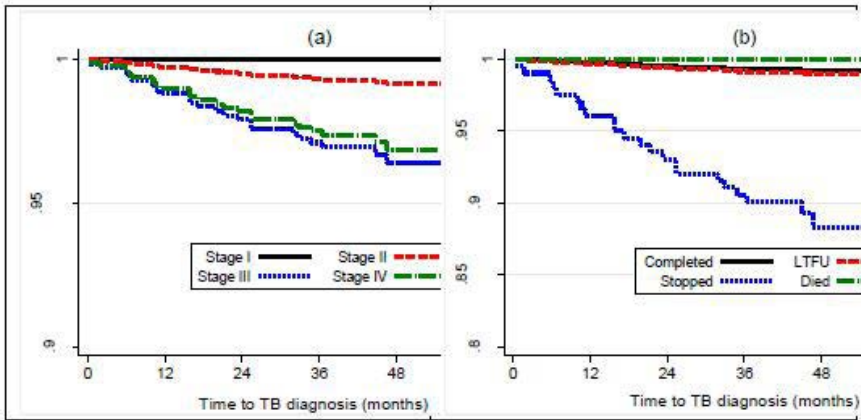 (a)
1
.95
.9
Stage I
Stage II
Stage III
Stage IV
0
12
24
36
48
Time to TB diagnosis (months)
(b)
1
.95
.9
.85
.8
Completed
LTFU
Stopped
Died
0
12
24
36
48
Time to TB diagnosis (months)